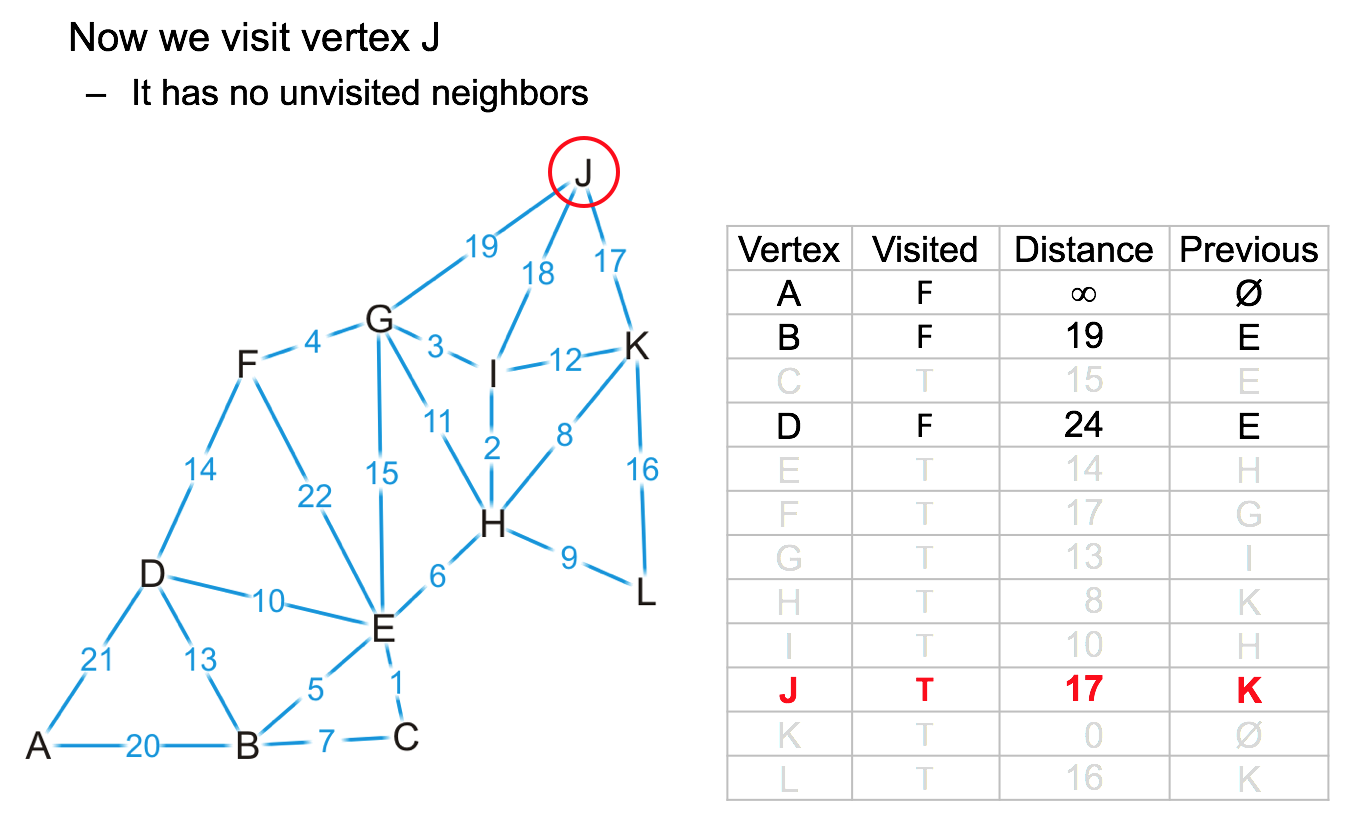 Now we visit vertex J
– It has no unvisited neighbors
J
19
18
17
G
4
3
K
F
I
12
11
2
8
14
22
15
16
H
9
D
6
L
10
E
21
13
5
1
A
20
B
7
C
Vertex Visited Distance Previous
A F ∞ Ø
B F 19 E
C T 15 E
D F 24 E
E T 14 H
F T 17 G
G T 13 I
H T 8 K
I T 10 H
J T 17 K
K T 0 Ø
L T 16 K